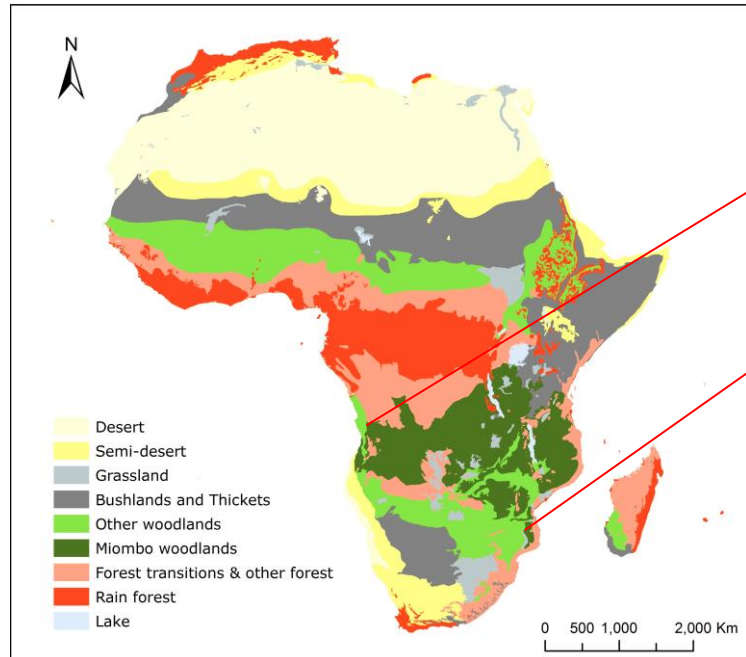 N
Desert
Semi-desert
Grassland
Bushlands and Thickets
Other woodlands
Miombo woodlands
Forest transitions & other forest
Rain forest
Lake
0 500 1,000 2,000 Km